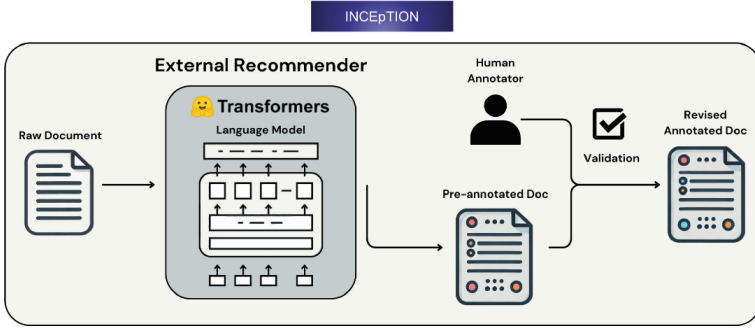 INCEpTION
External Recommender
🤗 Transformers
Language Model
Raw Document
Human
Annotator
Pre-annotated Doc
Validation
Revised
Annotated Doc